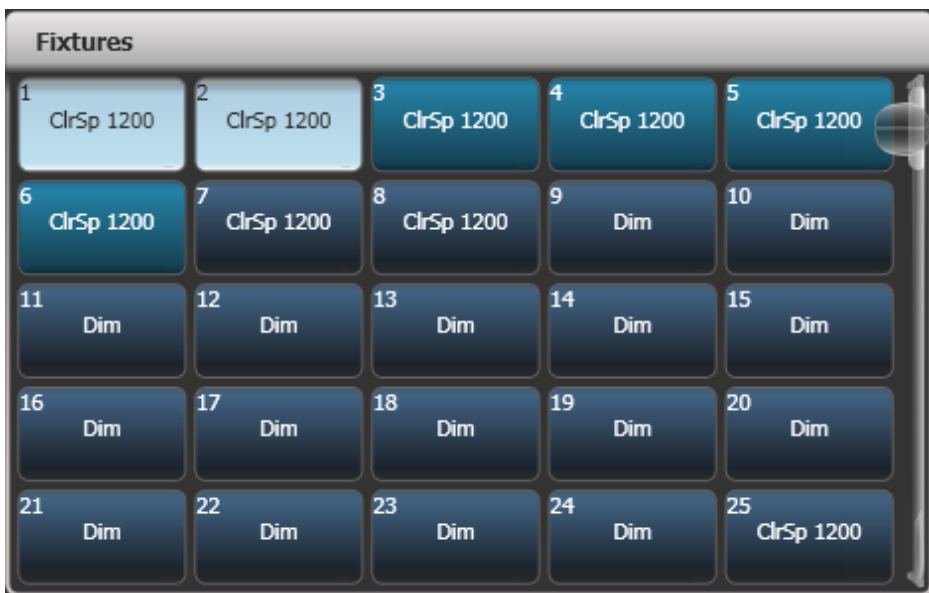 Fixtures
1
ClrSp 1200
2
ClrSp 1200
3
ClrSp 1200
4
ClrSp 1200
5
ClrSp 1200
6
ClrSp 1200
7
ClrSp 1200
8
ClrSp 1200
9
Dim
10
Dim
11
Dim
12
Dim
13
Dim
14
Dim
15
Dim
16
Dim
17
Dim
18
Dim
19
Dim
20
Dim
21
Dim
22
Dim
23
Dim
24
Dim
25
ClrSp 1200